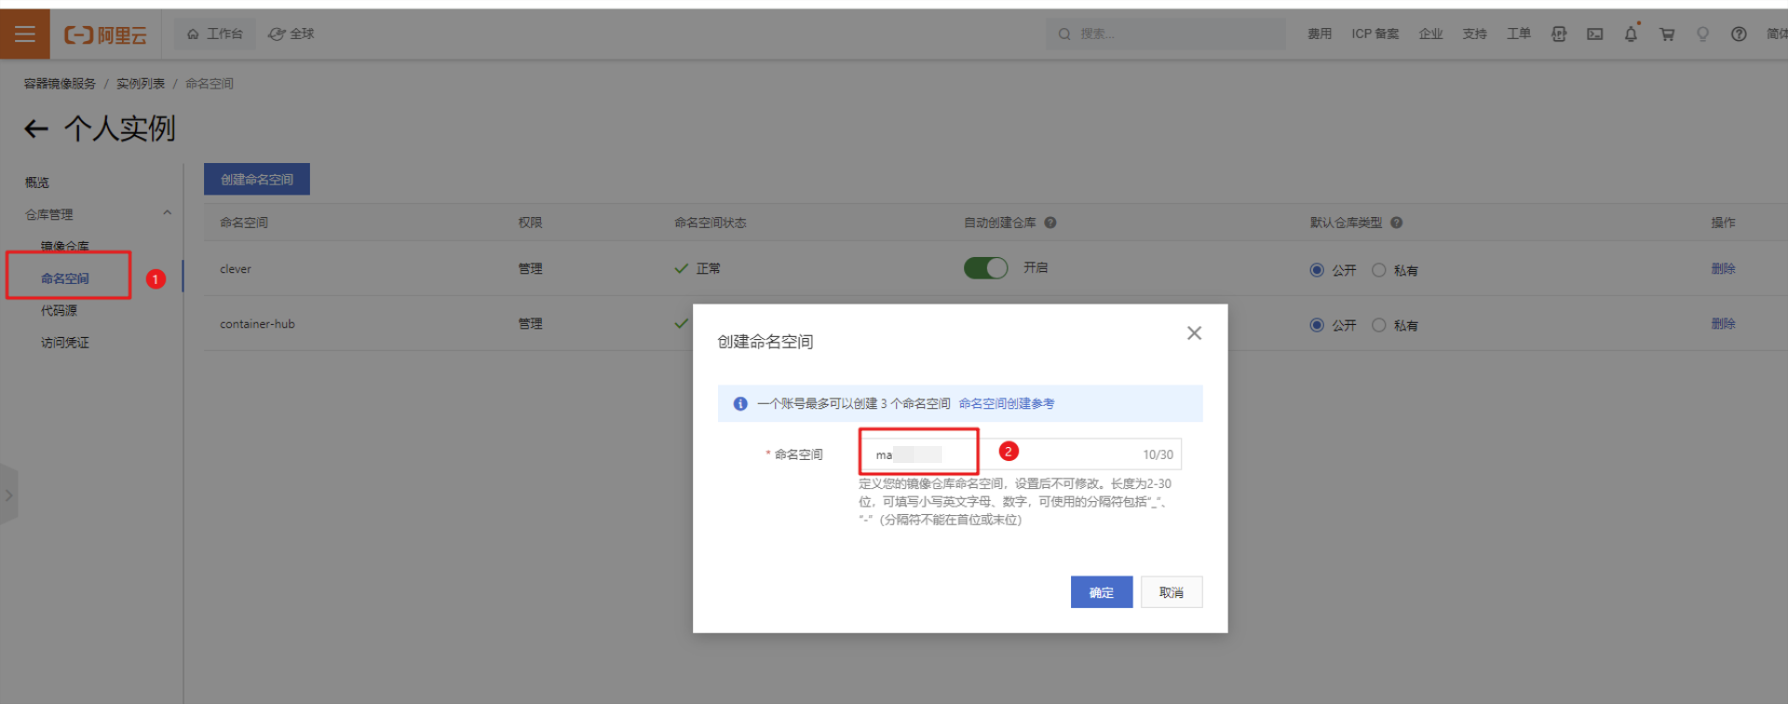 阿里云 工作台 全球 搜索... 费用 ICP 备案 企业 支持 工单 简体
容器镜像服务 / 实例列表 / 命名空间
个人实例
概览
仓库管理
镜像仓库
命名空间 1
代码源
访问凭证
创建命名空间
命名空间 权限 命名空间状态 自动创建仓库 默认仓库类型 操作
clever 管理 正常 开启 公开 私有 删除
container-hub 管理 公开 私有 删除
创建命名空间
一个账号最多可以创建 3 个命名空间 命名空间创建参考
* 命名空间 ma 2 10/30
定义您的镜像仓库命名空间，设置后不可修改。长度为2-30
位，可填写小写英文字母、数字，可使用的分隔符包括“_”、
“-”（分隔符不能在首位或末位）
确定 取消